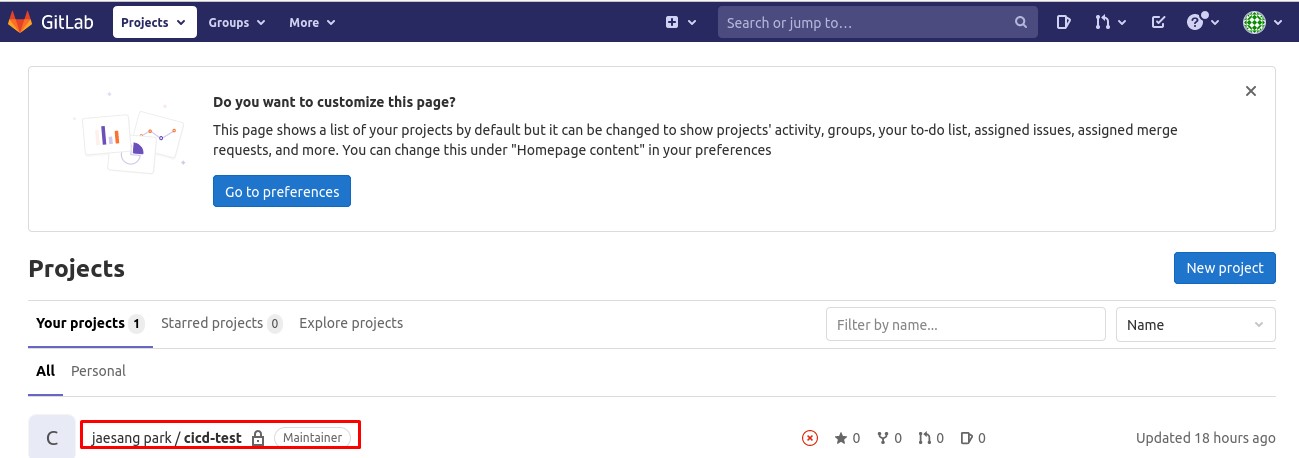 GitLab Projects Groups More Search or jump to...
Do you want to customize this page?
This page shows a list of your projects by default but it can be changed to show projects' activity, groups, your to-do list, assigned issues, assigned merge
requests, and more. You can change this under "Homepage content" in your preferences
Go to preferences
Projects New project
Your projects 1 Starred projects 0 Explore projects Filter by name... Name
All Personal
C jaesang park / cicd-test Maintainer 0 0 0 0 Updated 18 hours ago